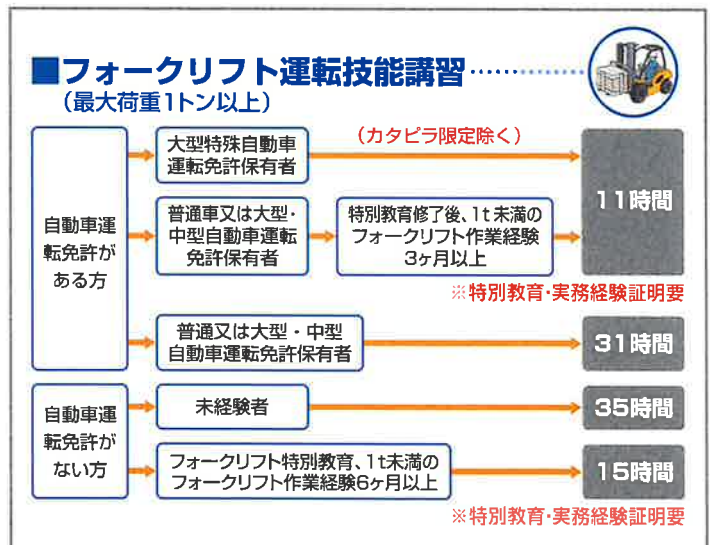 ■フォークリフト運転技能講習
（最大荷重1トン以上）
自動車運
転免許が
ある方
大型特殊自動車
運転免許保有者
（カタピラ限定除く）
11時間
普通車又は大型・
中型自動車運転
免許保有者
特別教育修了後、1t未満の
フォークリフト作業経験
3ヶ月以上
※特別教育・実務経験証明要
普通又は大型・中型
自動車運転免許保有者
31時間
自動車運
転免許が
ない方
未経験者
35時間
フォークリフト特別教育、1t未満の
フォークリフト作業経験6ヶ月以上
15時間
※特別教育・実務経験証明要